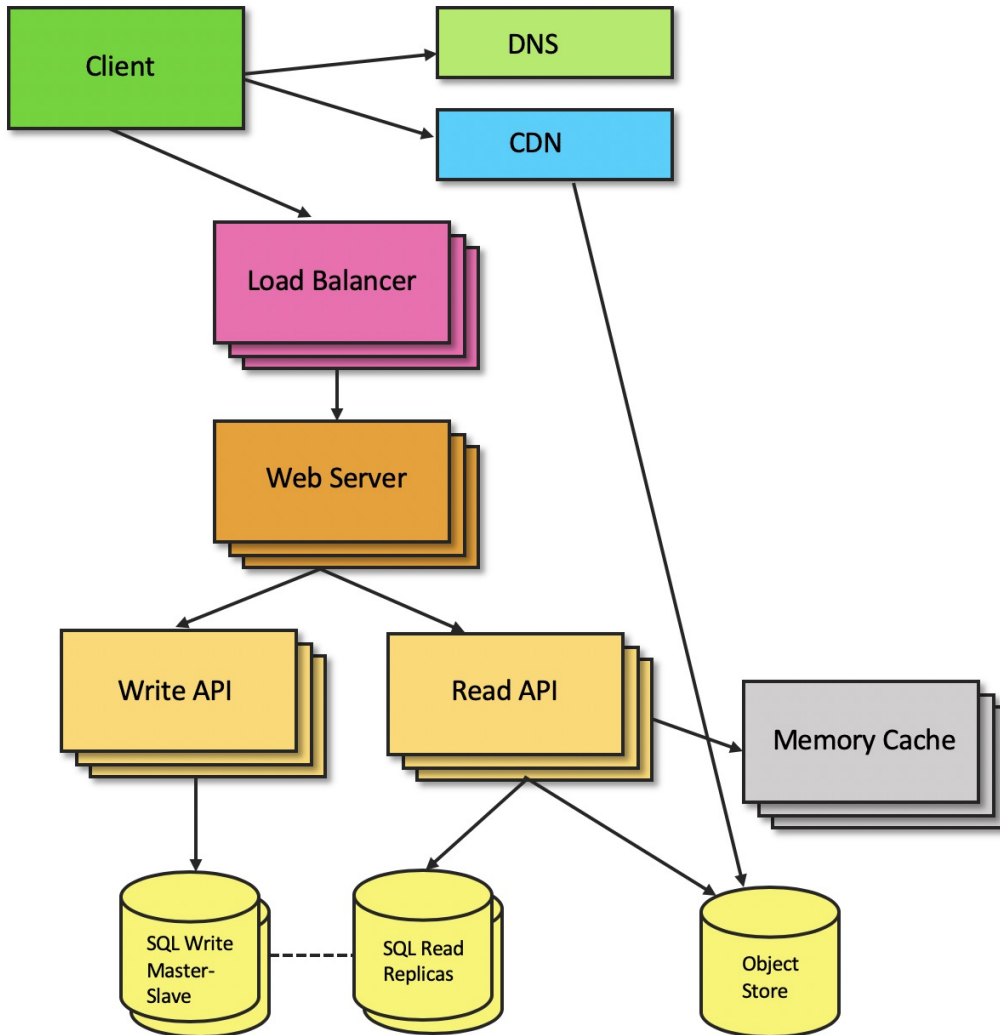 Client
DNS
CDN
Load Balancer
Web Server
Write API
Read API
Memory Cache
SQL Write
Master-
Slave
SQL Read
Replicas
Object
Store